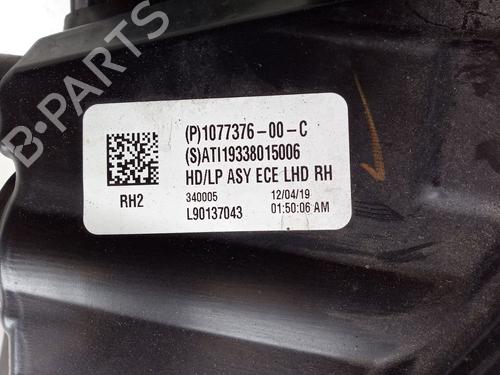 B-PARTS
(P)1077376-00-C
(S)ATI19338015006
HD/LP ASY ECE LHD RH
RH2
340005
12/04/19
L90137043
01:50:06 AM